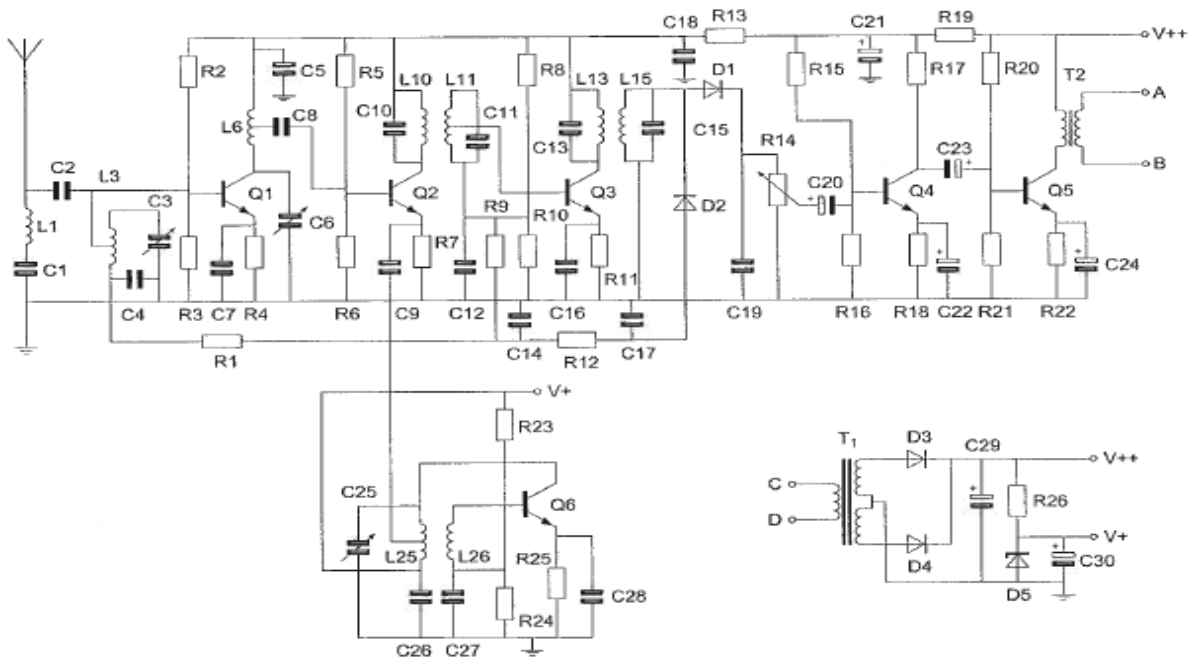 C18 R13 C21 R19
V++
R2 C5 R5 L10 L11 R8 L13 L15 D1 R15 R17 R20 T2
A
C8 C10 C11 L6 C13 C15 R14 C23
B
C2 L3 Q1 Q2 Q3 C20 Q4 Q5
C3 C6 R9 R10 D2
L1 R7
C1 R11 C24
C4 R3 C7 R4 R6 C9 C12 C16 C19 R16 R18 C22 R21 R22
R1 C14 R12 C17
V+
R23
C25 Q6
L25 L26 R25
R24 C28
C26 C27
T1 D3 C29
V++
C
R26
D
V+
D4 C30
D5
+
+
+
+
+
+